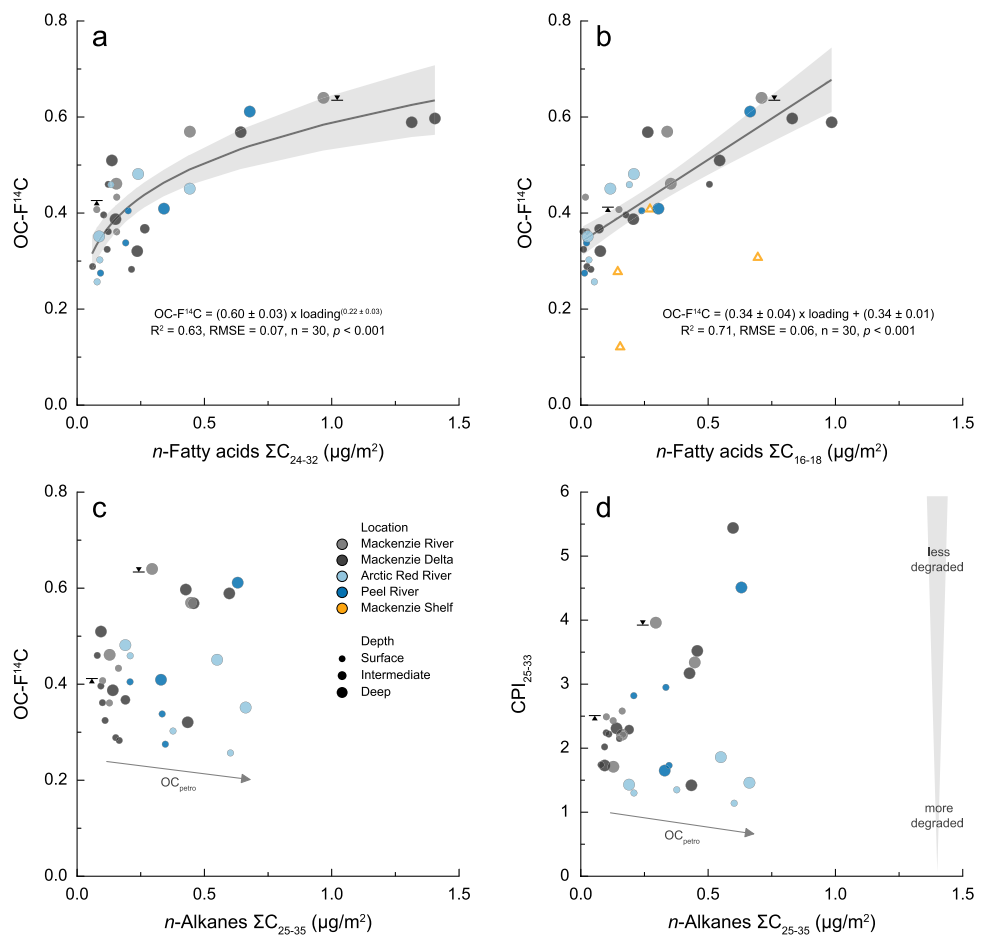 a
0.8
0.6
0.4
0.2
0.0
OC-F¹⁴C
OC-F¹⁴C = (0.60 ± 0.03) x loading⁽⁰·²² ± ⁰·⁰³⁾
R² = 0.63, RMSE = 0.07, n = 30, p < 0.001
0.0 0.5 1.0 1.5
n-Fatty acids ΣC₂₄₋₃₂ (µg/m²)
b
0.8
0.6
0.4
0.2
0.0
OC-F¹⁴C
OC-F¹⁴C = (0.34 ± 0.04) x loading + (0.34 ± 0.01)
R² = 0.71, RMSE = 0.06, n = 30, p < 0.001
0.0 0.5 1.0 1.5
n-Fatty acids ΣC₁₆₋₁₈ (µg/m²)
c
0.8
0.6
0.4
0.2
0.0
OC-F¹⁴C
Location
Mackenzie River
Mackenzie Delta
Arctic Red River
Peel River
Mackenzie Shelf
Depth
Surface
Intermediate
Deep
OCpetro
0.0 0.5 1.0 1.5
n-Alkanes ΣC₂₅₋₃₅ (µg/m²)
d
6
5
4
3
2
1
0
CPI₂₅₋₃₃
less
degraded
more
degraded
OCpetro
0.0 0.5 1.0 1.5
n-Alkanes ΣC₂₅₋₃₅ (µg/m²)